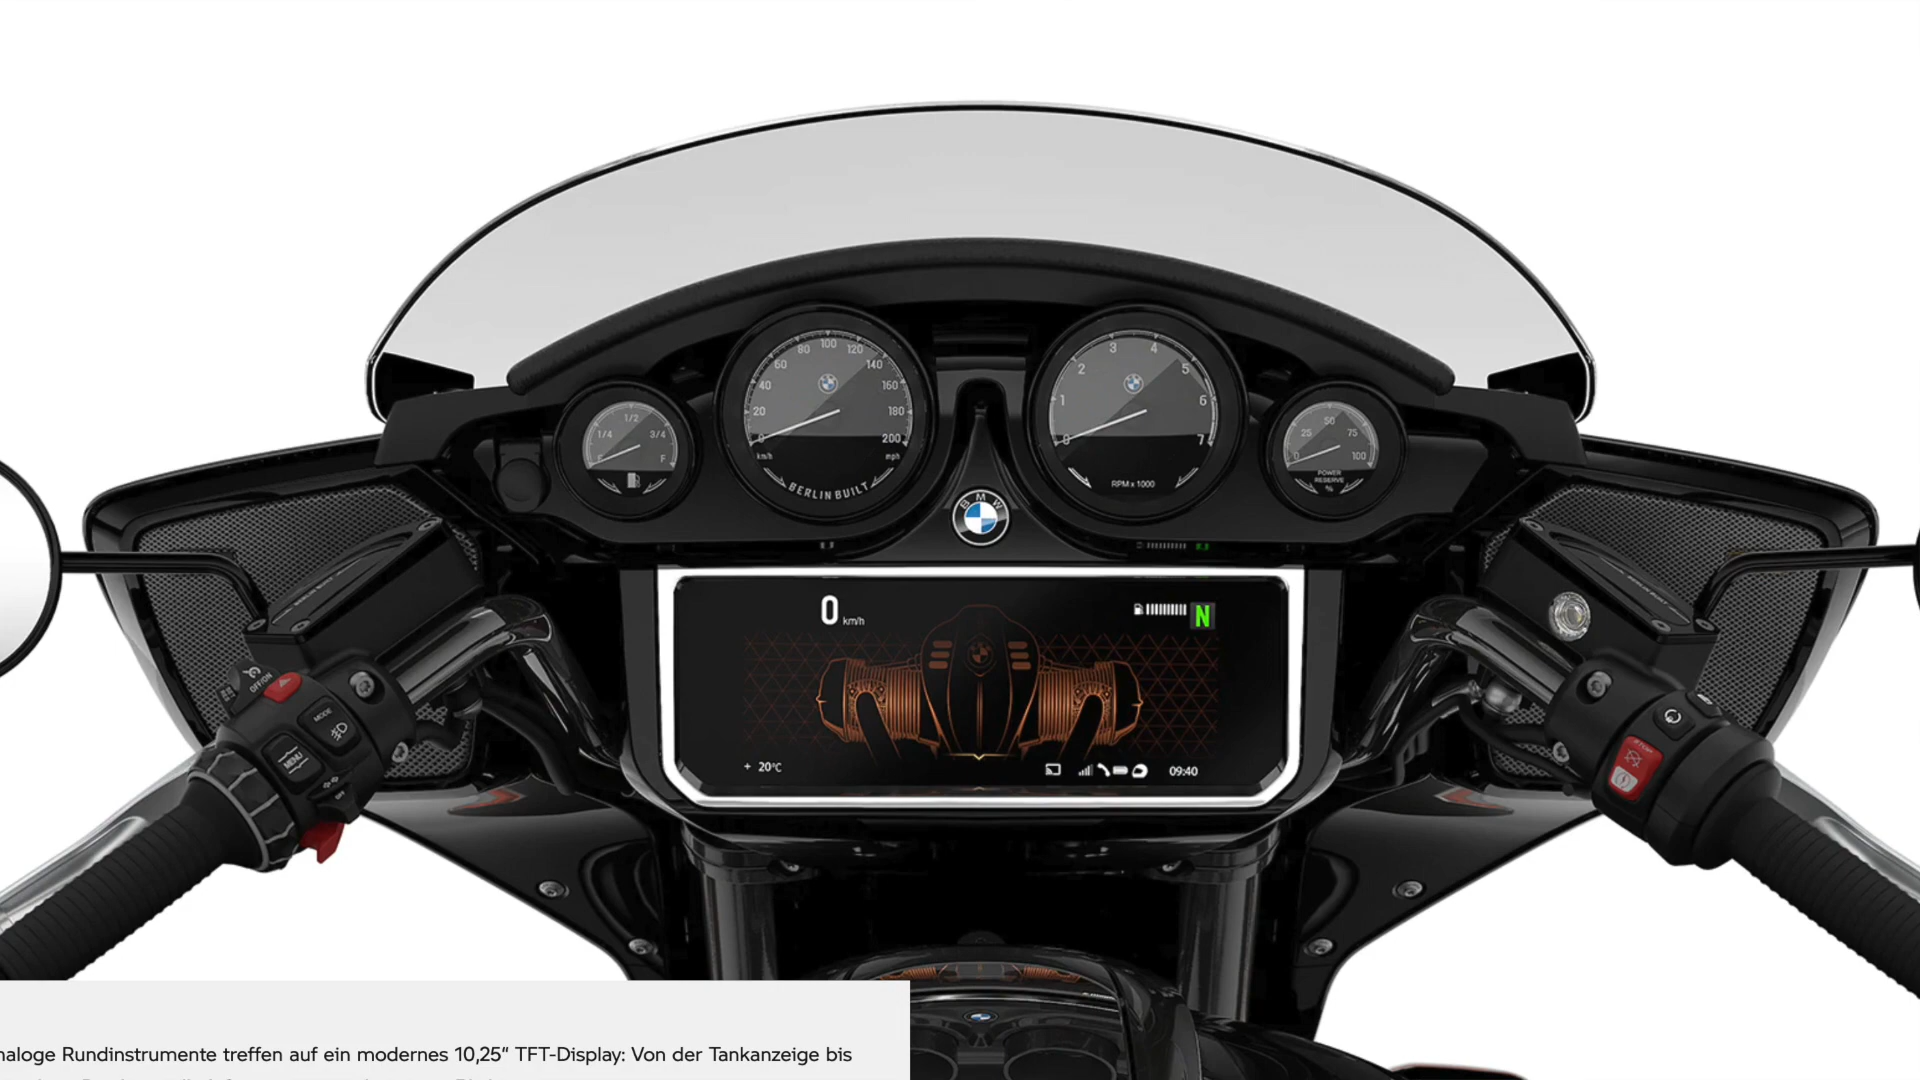 80 100 120
60 140
40 160
20 180
0 200
km/h mph
BERLIN BUILT
3 4
2 5
1 6
0 7
RPM x 1000
1/2
1/4 3/4
F
50
25 75
0 100
POWER
RESERVE
%
BMW
0 km/h
N
+ 20°C
09:40
OFF/ON
MODE
MENU
naloge Rundinstrumente treffen auf ein modernes 10,25“ TFT-Display: Von der Tankanzeige bis